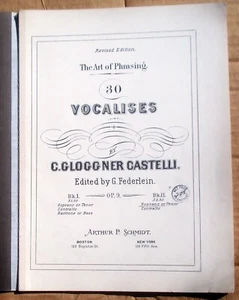 Revised Edition.
The Art of Phrasing.
30
VOCALISES
BY
C. GLOGGNER CASTELLI.
Edited by G. Federlein.
Bk. I. OP. 9. Bk. II.
Soprano or Tenor Soprano or Tenor
Contralto Contralto
Baritone or Bass
ARTHUR P. SCHMIDT.
BOSTON NEW YORK